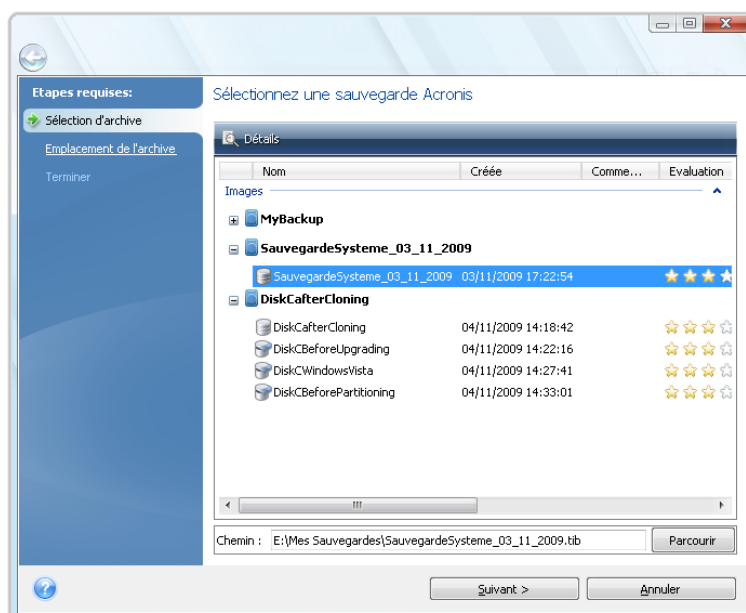 Etapes requises:
Sélection d'archive
Emplacement de l'archive
Terminer
Sélectionnez une sauvegarde Acronis
Détails
Nom Créée Comme... Evaluation
Images
MyBackup
SauvegardeSysteme_03_11_2009
SauvegardeSysteme_03_11_2009 03/11/2009 17:22:54
DiskCafterCloning
DiskCafterCloning 04/11/2009 14:18:42
DiskCBeforeUpgrading 04/11/2009 14:22:16
DiskCWindowsVista 04/11/2009 14:27:41
DiskCBeforePartitioning 04/11/2009 14:33:01
Chemin : E:\Mes Sauvegardes\SauvegardeSysteme_03_11_2009.tib Parcourir
Suivant > Annuler